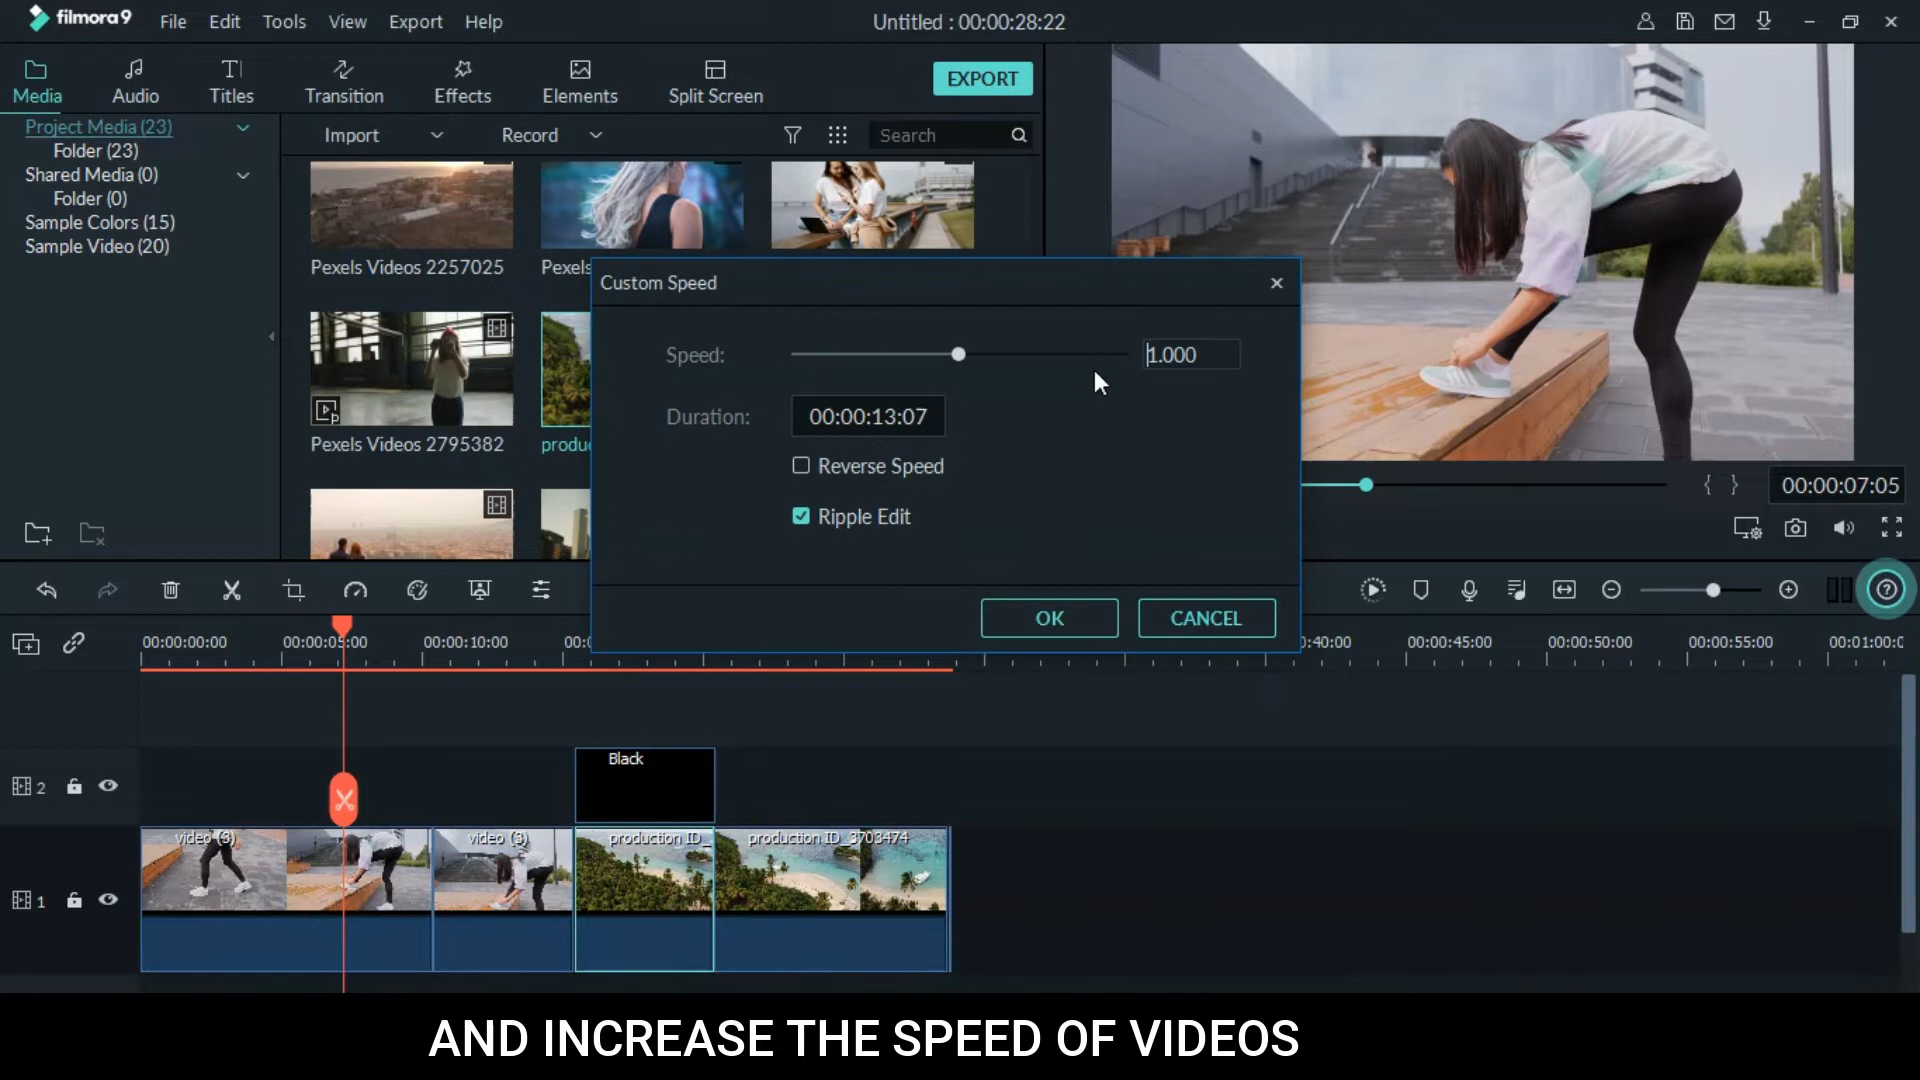 filmora9
File Edit Tools View Export Help
Untitled : 00:00:28:22
Media
Audio
Titles
Transition
Effects
Elements
Split Screen
EXPORT
Project Media (23)
Folder (23)
Shared Media (0)
Folder (0)
Sample Colors (15)
Sample Video (20)
Import
Record
Search
Pexels Videos 2257025
Pexels
Pexels Videos 2795382
produ
Custom Speed
Speed:
1.000
Duration:
00:00:13:07
Reverse Speed
Ripple Edit
OK
CANCEL
00:00:07:05
00:00:00:00
00:00:05:00
00:00:10:00
00:0
0:40:00
00:00:45:00
00:00:50:00
00:00:55:00
00:01:00:0
2
Black
1
video (3)
video (3)
production ID_
production ID_3703474
AND INCREASE THE SPEED OF VIDEOS